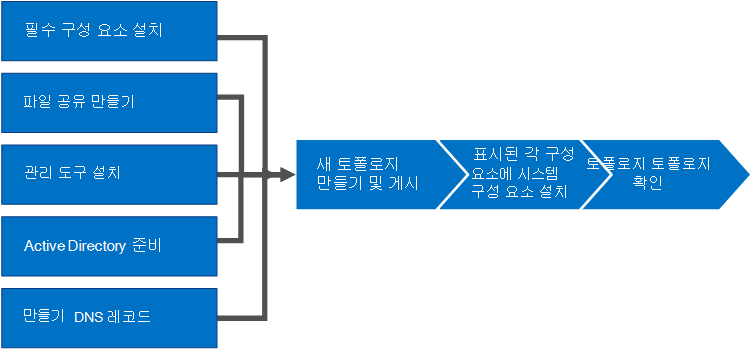 필수 구성 요소 설치
파일 공유 만들기
관리 도구 설치
Active Directory 준비
만들기 DNS 레코드
새 토폴로지
만들기 및 게시
표시된 각 구성
요소에 시스템
구성 요소 설치
토폴로지 토폴로지
확인